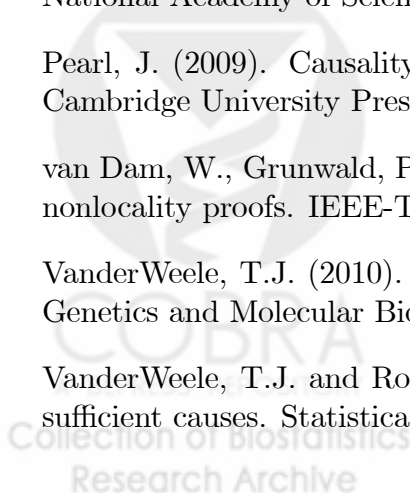 National Academy of Scien
Pearl, J. (2009). Causality
Cambridge University Pres
van Dam, W., Grunwald, P
nonlocality proofs. IEEE-T
VanderWeele, T.J. (2010).
Genetics and Molecular Bio
VanderWeele, T.J. and Ro
sufficient causes. Statistica
COBRA
Collection of Biostatistics
Research Archive